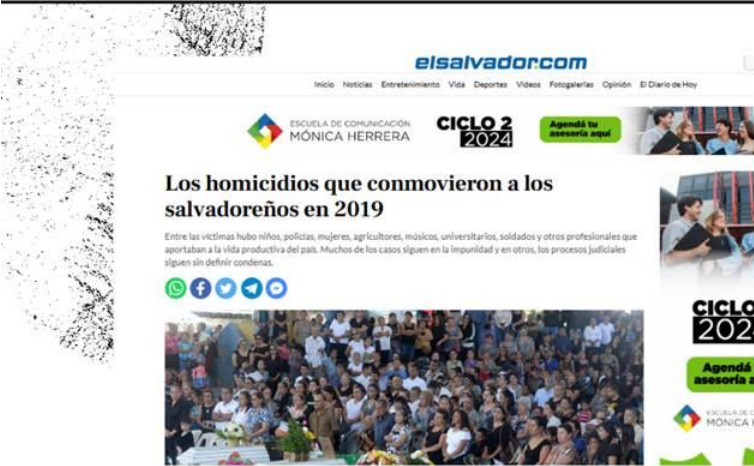 elsalvador.com
Inicio Noticias Entretenimiento Vida Deportes Videos Fotogalerías Opinión El Diario de Hoy
ESCUELA DE COMUNICACIÓN
MÓNICA HERRERA
CICLO 2
2024
Agendá tu
asesoría aquí
Los homicidios que conmovieron a los
salvadoreños en 2019
Entre las víctimas hubo niños, policías, mujeres, agricultores, músicos, universitarios, soldados y otros profesionales que
aportaban a la vida productiva del país. Muchos de los casos siguen en la impunidad y en otros, los procesos judiciales
siguen sin definir condenas.
CICLO
202
Agendá
asesoría a
ESCUELA DE C
MÓNICA H